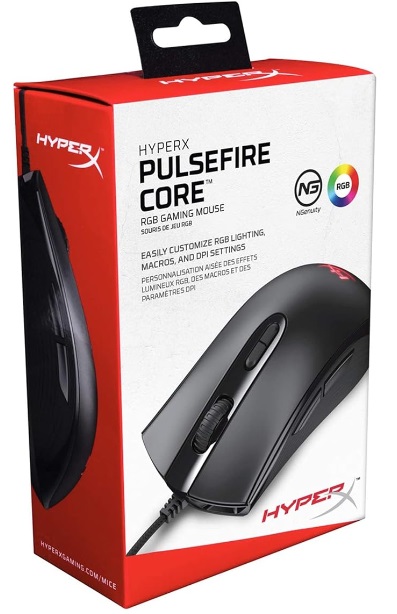 HYPERX
HYPERX
HYPERX
PULSEFIRE
CORE™
RGB GAMING MOUSE
SOURIS DE JEU RGB
NG
NGenuity
RGB
EASILY CUSTOMIZE RGB LIGHTING,
MACROS, AND DPI SETTINGS
PERSONNALISATION AISÉE DES EFFETS
LUMINEUX RGB, DES MACROS ET DES
PARAMÈTRES DPI
HYPERX™
HYPERXGAMING.COM/MICE